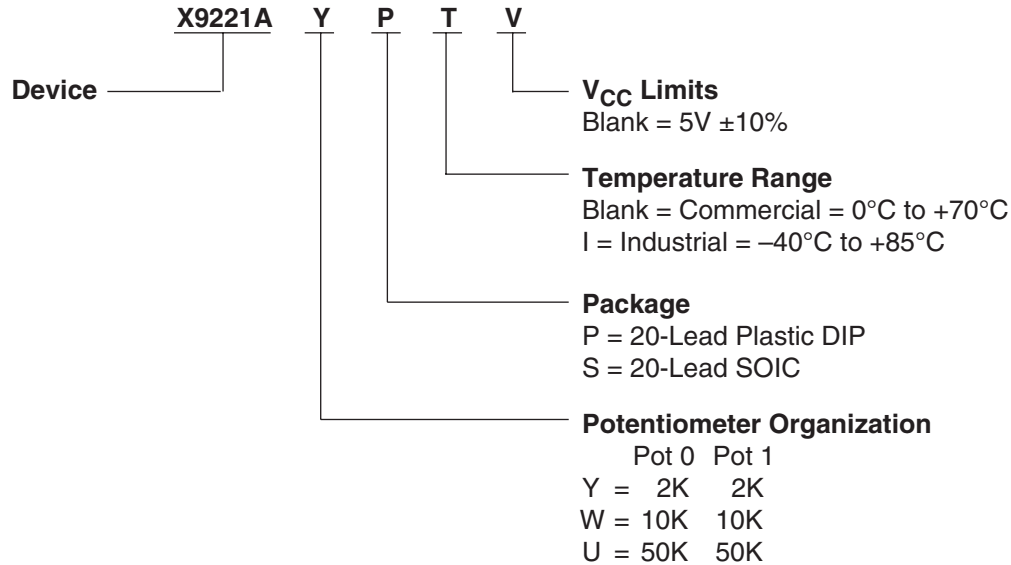 X9221A Y P T V
Device
VCC Limits
Blank = 5V ±10%
Temperature Range
Blank = Commercial = 0°C to +70°C
I = Industrial = –40°C to +85°C
Package
P = 20-Lead Plastic DIP
S = 20-Lead SOIC
Potentiometer Organization
Pot 0 Pot 1
Y = 2K 2K
W = 10K 10K
U = 50K 50K